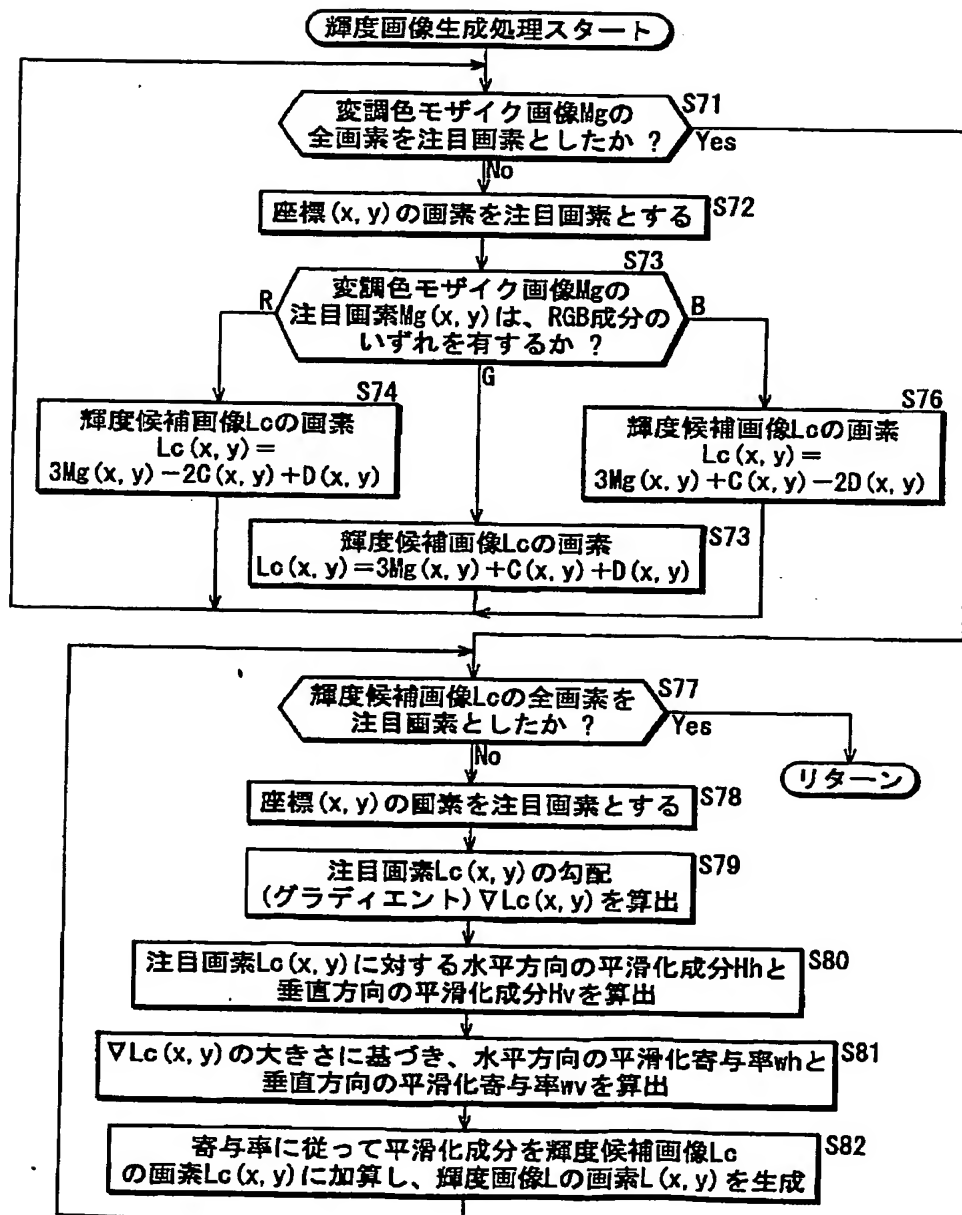 輝度画像生成処理スタート
S71
変調色モザイク画像Mgの
全画素を注目画素としたか ?
Yes
No
座標(x, y)の画素を注目画素とする
S72
S73
変調色モザイク画像Mgの
注目画素Mg(x, y)は、RGB成分の
いずれを有するか ?
R
B
G
S74
輝度候補画像Lcの画素
Lc(x, y)=
3Mg(x, y)-2C(x, y)+D(x, y)
S76
輝度候補画像Lcの画素
Lc(x, y)=
3Mg(x, y)+C(x, y)-2D(x, y)
S73
輝度候補画像Lcの画素
Lc(x, y)=3Mg(x, y)+C(x, y)+D(x, y)
S77
輝度候補画像Lcの全画素を
注目画素としたか ?
Yes
No
リターン
座標(x, y)の画素を注目画素とする
S78
注目画素Lc(x, y)の勾配
(グラディエント)∇Lc(x, y)を算出
S79
注目画素Lc(x, y)に対する水平方向の平滑化成分Hhと
垂直方向の平滑化成分Hvを算出
S80
∇Lc(x, y)の大きさに基づき、水平方向の平滑化寄与率whと
垂直方向の平滑化寄与率wvを算出
S81
寄与率に従って平滑化成分を輝度候補画像Lc
の画素Lc(x, y)に加算し、輝度画像Lの画素L(x, y)を生成
S82